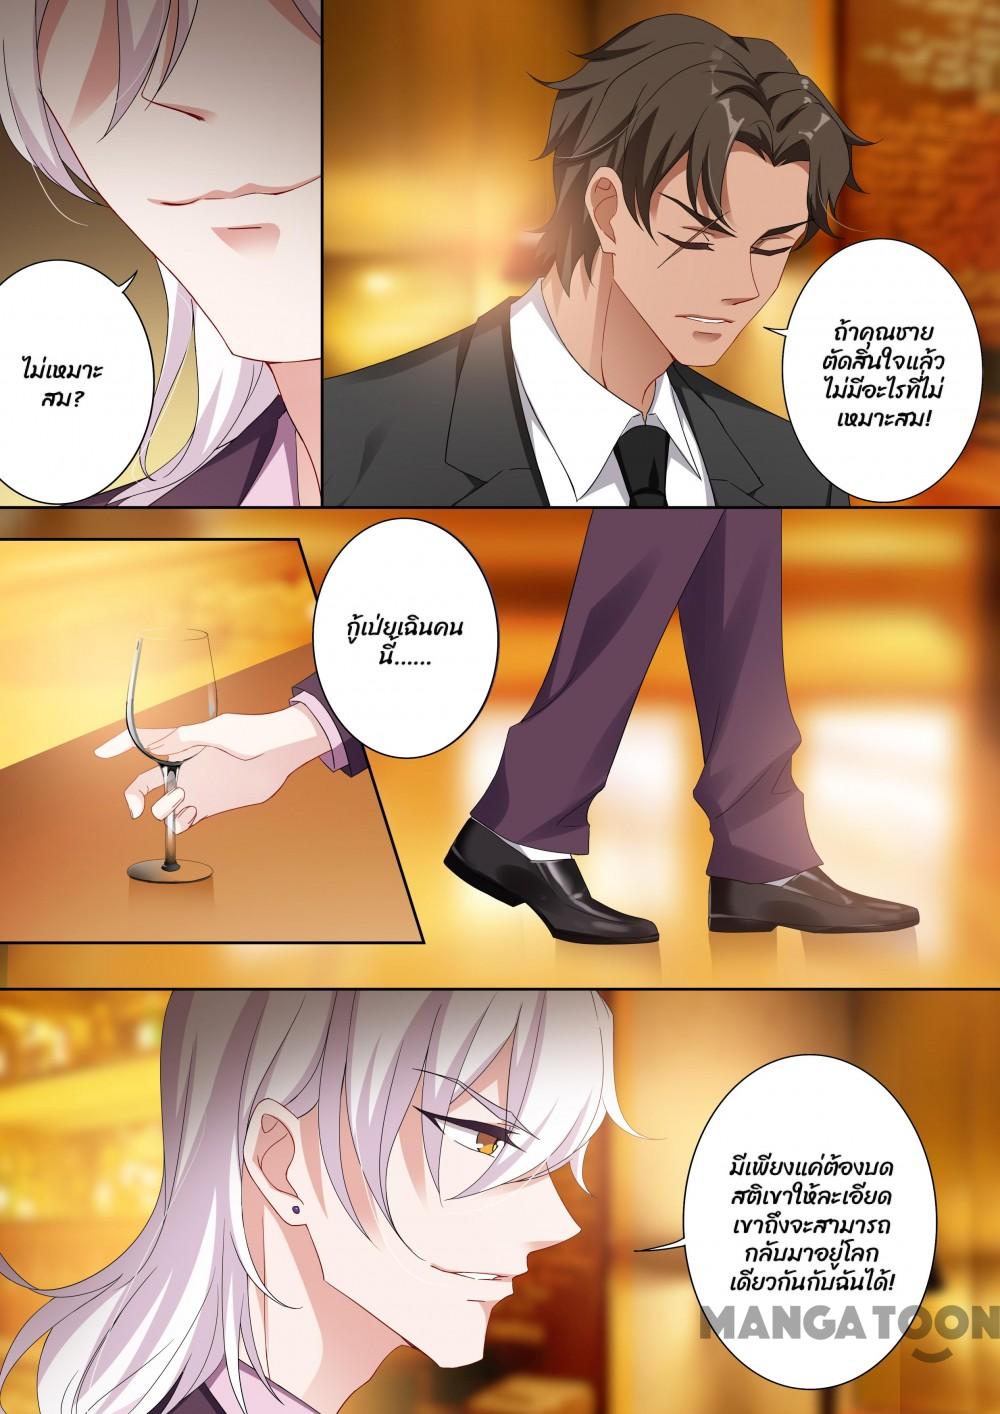 ไม่เหมาะ
สม?
ถ้าคุณชาย
ตัดสินใจแล้ว
ไม่มีอะไรที่ไม่
เหมาะสม!
กู้เป่ยเฉินคน
นี้......
มีเพียงแค่ต้องบด
สติเขาให้ละเอียด
เขาถึงจะสามารถ
กลับมาอยู่โลก
เดียวกันกับฉันได้!
MANGATOON